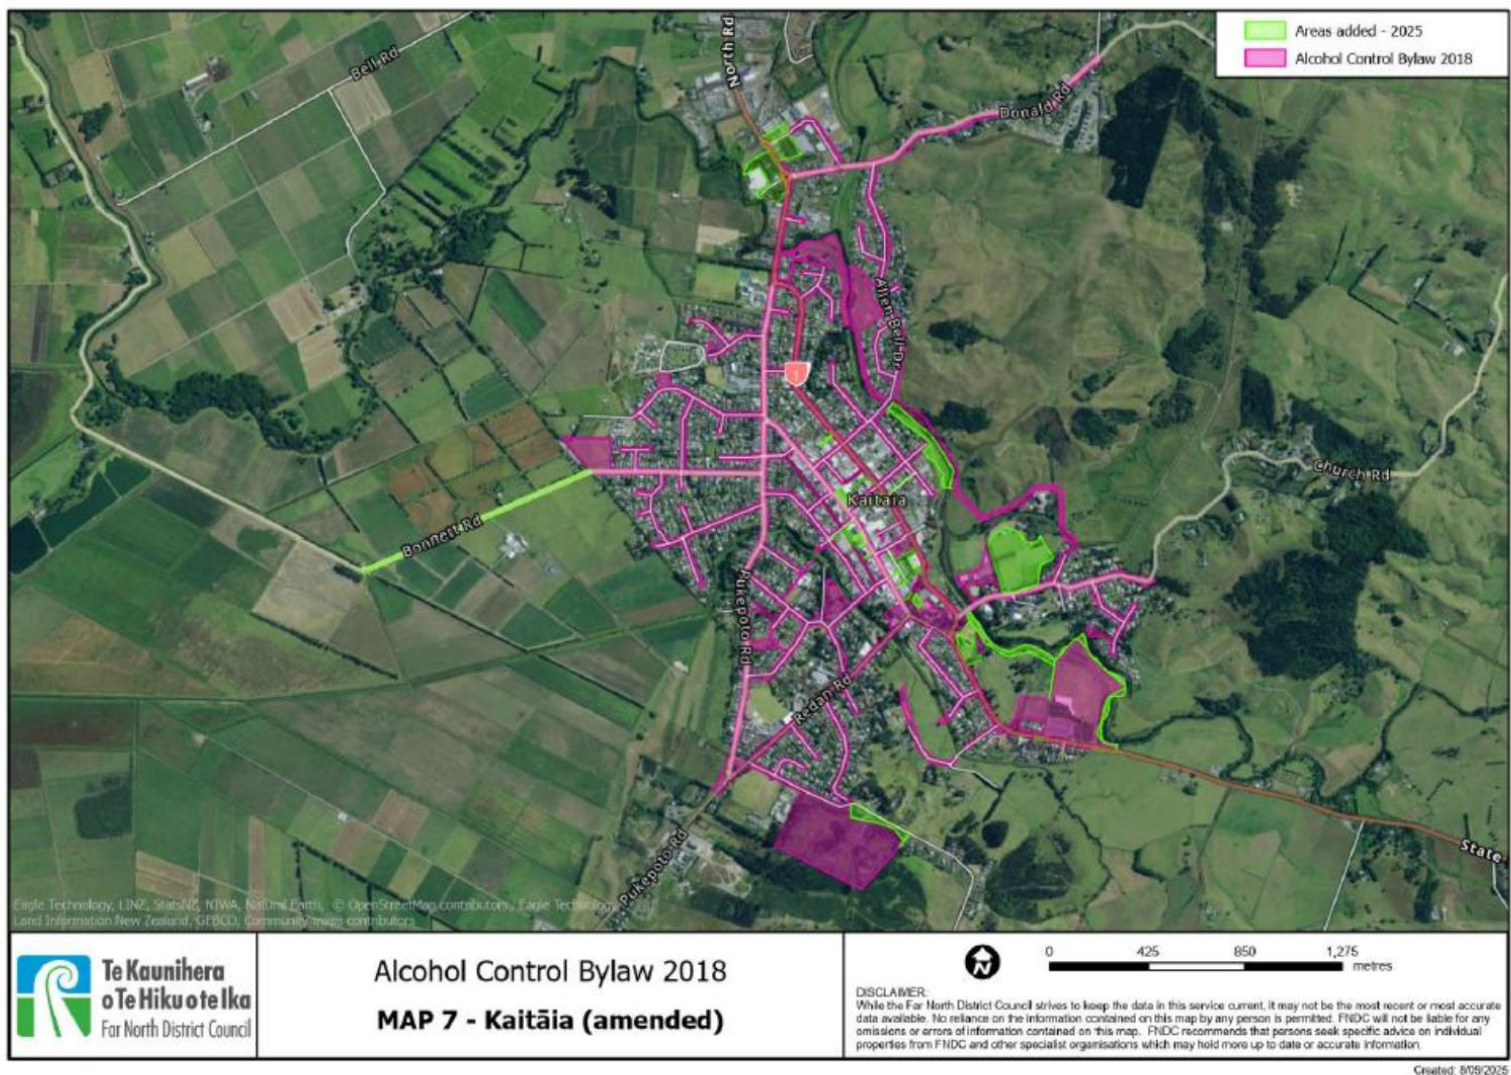 Areas added - 2025
Alcohol Control Bylaw 2018
North Rd
Bell Rd
Donald Rd
Allen Bell Dr
1
Church Rd
Kaitaia
Bonnett Rd
Pukepoto Rd
Redan Rd
State
Pukepoto Rd
Eagle Technology, LINZ, StatsNZ, NIWA, Natural Earth, © OpenStreetMap contributors, Eagle Technology,
Land Information New Zealand, GEBCO, Community maps contributors
Te Kaunihera
o Te Hiku o te Ika
Far North District Council
Alcohol Control Bylaw 2018
MAP 7 - Kaitāia (amended)
N
0 425 850 1,275
metres
DISCLAIMER:
While the Far North District Council strives to keep the data in this service current, it may not be the most recent or most accurate
data available. No reliance on the information contained on this map by any person is permitted. FNDC will not be liable for any
omissions or errors of information contained on this map. FNDC recommends that persons seek specific advice on individual
properties from FNDC and other specialist organisations which may hold more up to date or accurate information.
Created: 8/09/2025